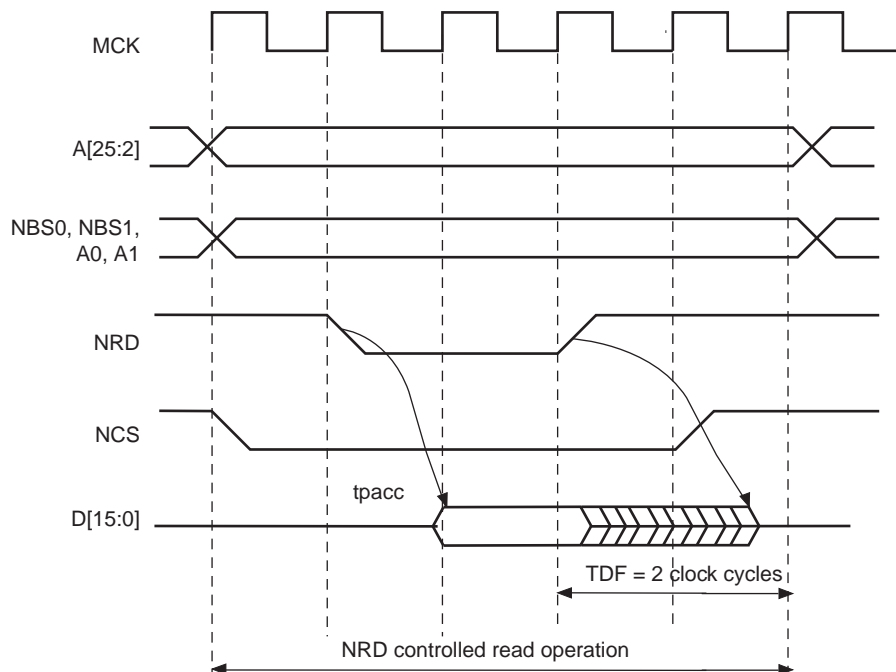 MCK
A[25:2]
NBS0, NBS1,
A0, A1
NRD
NCS
tpacc
D[15:0]
TDF = 2 clock cycles
NRD controlled read operation